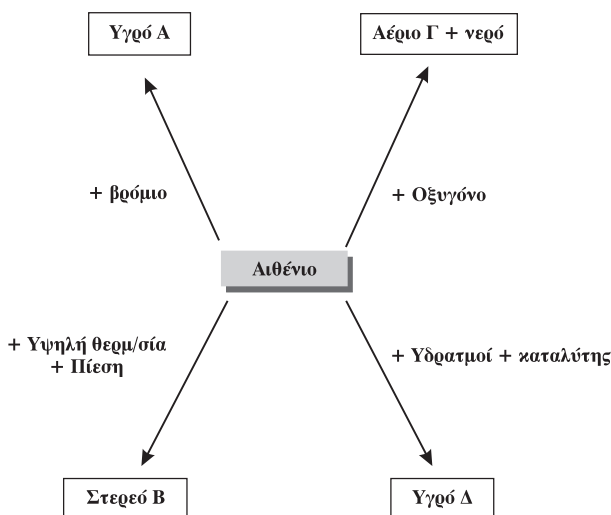 Υγρό Α
Αέριο Γ + νερό
+ βρόμιο
+ Οξυγόνο
Αιθένιο
+ Υψηλή θερμ/σία
+ Πίεση
+ Υδρατμοί + καταλύτης
Στερεό Β
Υγρό Δ